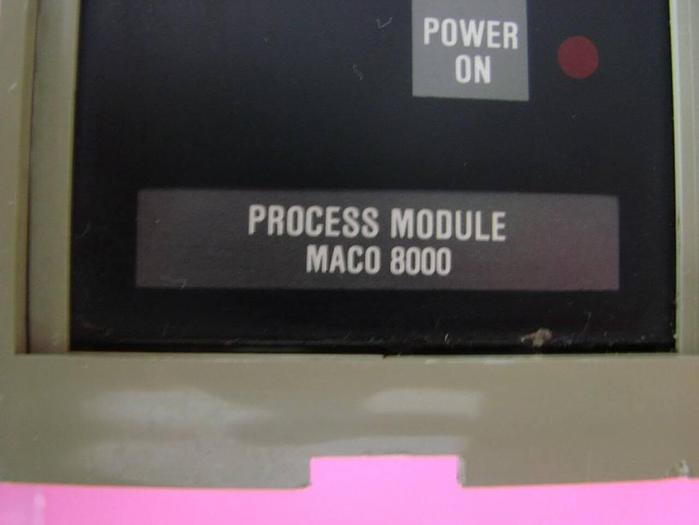 POWER
ON
PROCESS MODULE
MACO 8000